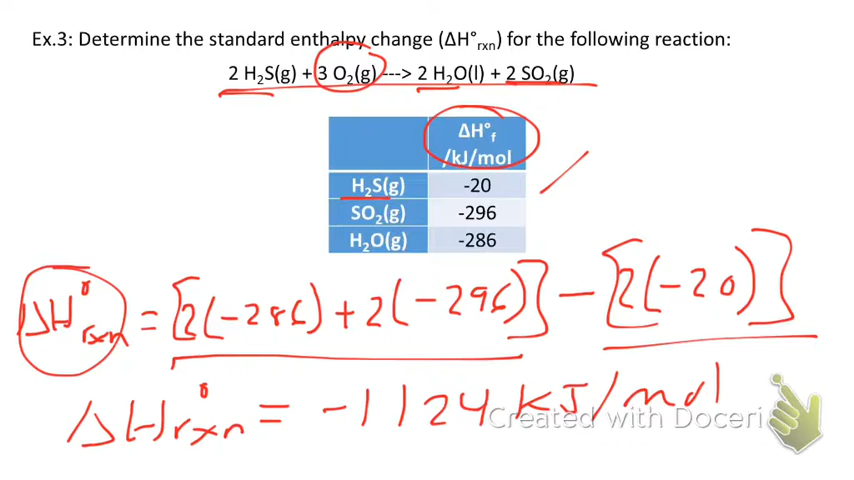 Ex.3: Determine the standard enthalpy change (ΔH°rxn) for the following reaction:
2 H₂S(g) + 3 O₂(g) ---> 2 H₂O(l) + 2 SO₂(g)
ΔH°f
/kJ/mol
H₂S(g) -20
SO₂(g) -296
H₂O(g) -286
ΔH°rxn = [2(-286) + 2(-296)] - [2(-20)]
ΔH°rxn = -1124 kJ/mol
Created with Doceri